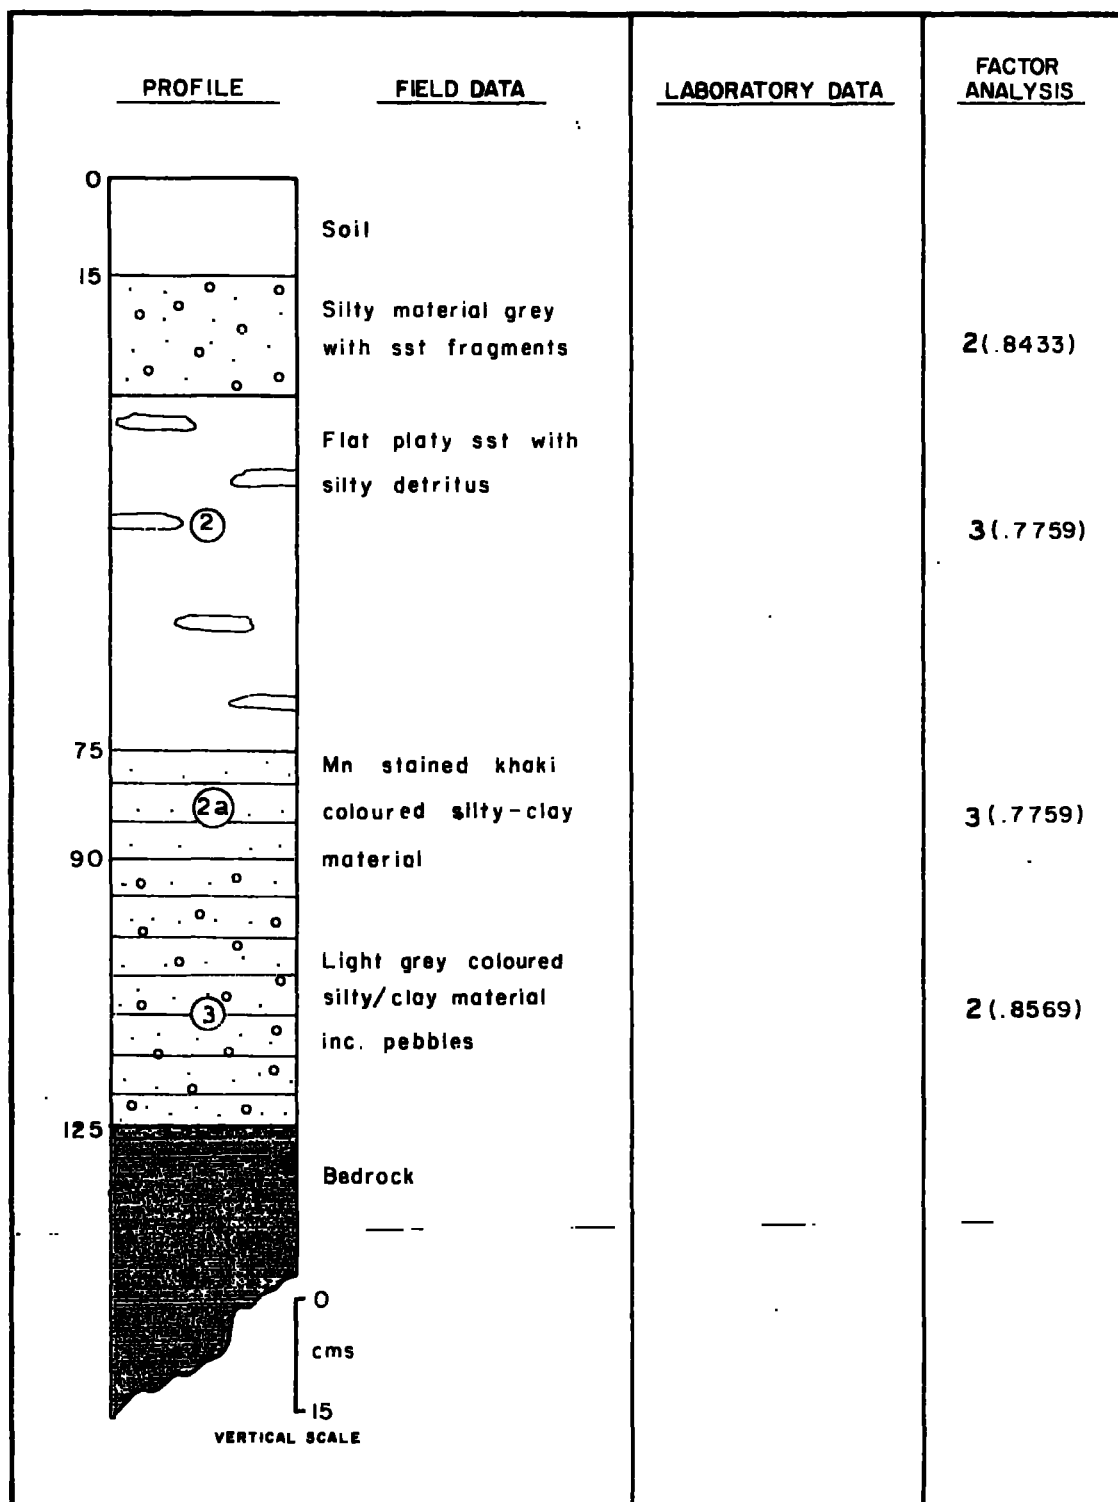 PROFILE
FIELD DATA
LABORATORY DATA
FACTOR
ANALYSIS
0
Soil
15
Silty material grey
with sst fragments
2(.8433)
Flat platy sst with
silty detritus
2
3(.7759)
75
Mn stained khaki
2a
coloured silty-clay
3(.7759)
90
material
Light grey coloured
silty/clay material
3
2(.8569)
inc. pebbles
125
Bedrock
0
cms
15
VERTICAL SCALE